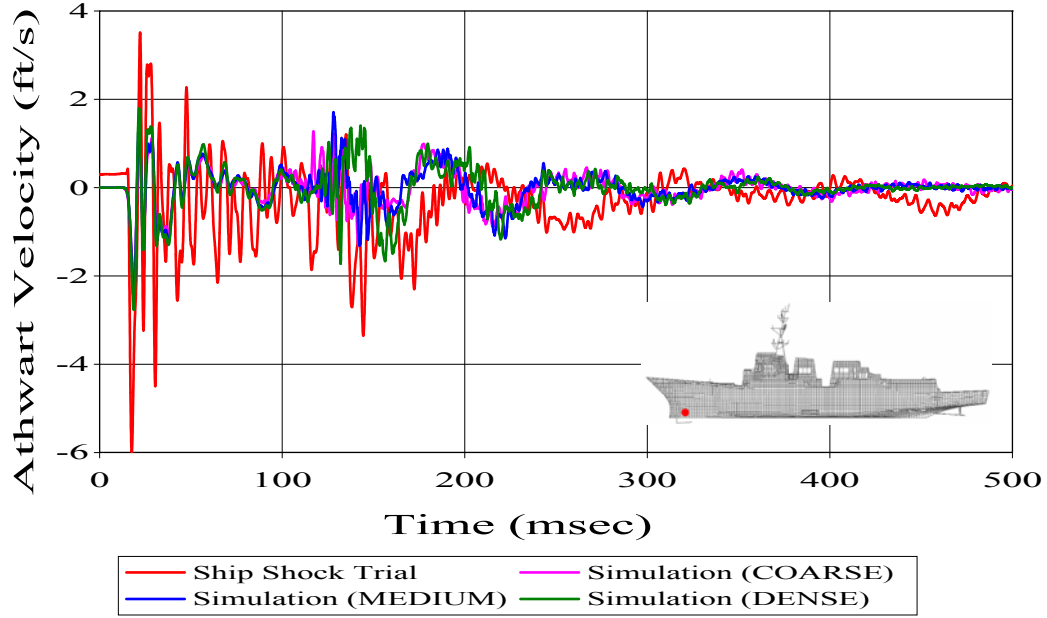 4
2
0
-2
-4
-6
Athwart Velocity (ft/s)
0 100 200 300 400 500
Time (msec)
Ship Shock Trial Simulation (COARSE)
Simulation (MEDIUM) Simulation (DENSE)